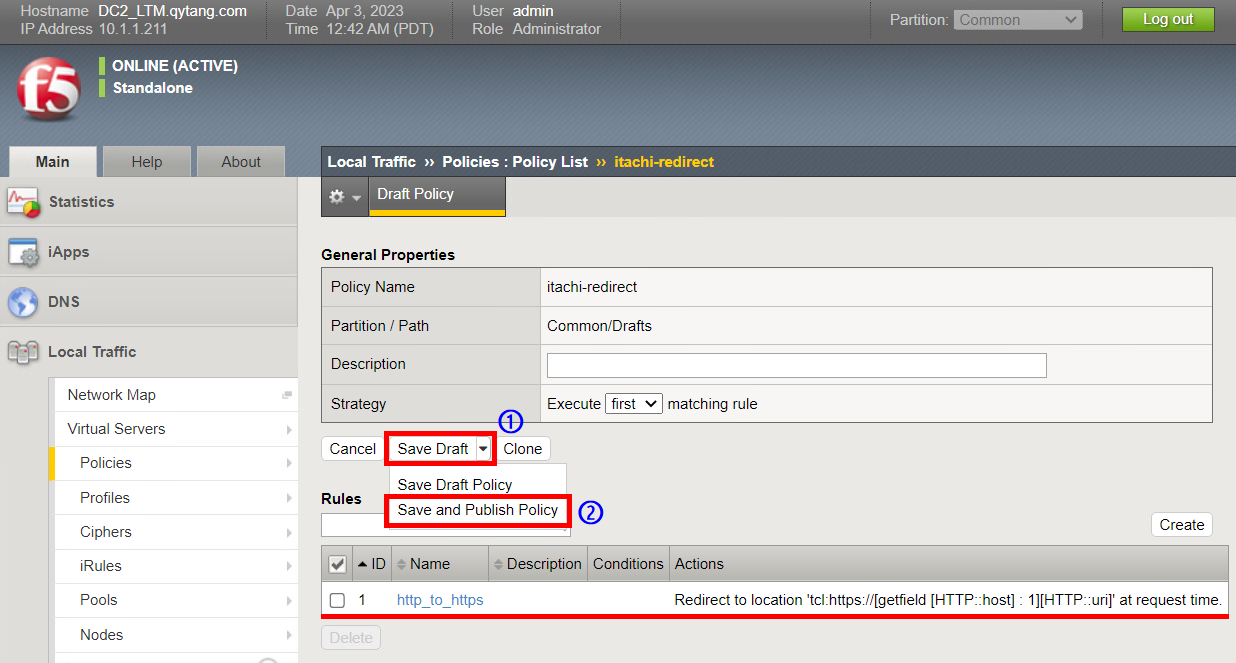 Hostname DC2_LTM.qytang.com Date Apr 3, 2023 User admin
IP Address 10.1.1.211 Time 12:42 AM (PDT) Role Administrator
Partition: Common Log out
f5
ONLINE (ACTIVE)
Standalone
Main Help About
Local Traffic ›› Policies : Policy List ›› itachi-redirect
Draft Policy
Statistics
iApps
DNS
Local Traffic
Network Map
Virtual Servers
Policies
Profiles
Ciphers
iRules
Pools
Nodes
General Properties
Policy Name itachi-redirect
Partition / Path Common/Drafts
Description
Strategy Execute first matching rule
①
Cancel Save Draft Clone
Save Draft Policy
Save and Publish Policy ②
Rules
Create
ID Name Description Conditions Actions
1 http_to_https Redirect to location 'tcl:https://[getfield [HTTP::host] : 1][HTTP::uri]' at request time.
Delete